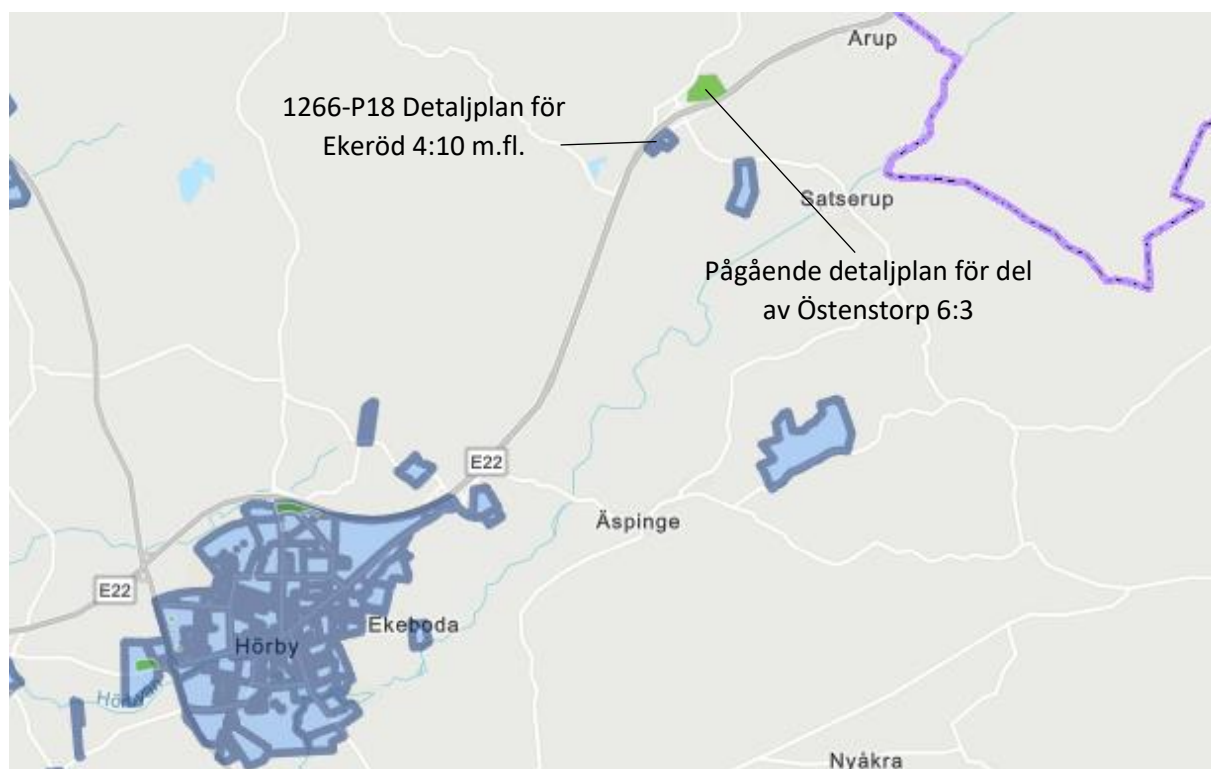 Arup
1266-P18 Detaljplan för
Ekeröd 4:10 m.fl.
Satserup
Pågående detaljplan för del
av Östenstorp 6:3
E22
Äspinge
E22
Ekeboda
Hörby
Nyåkra